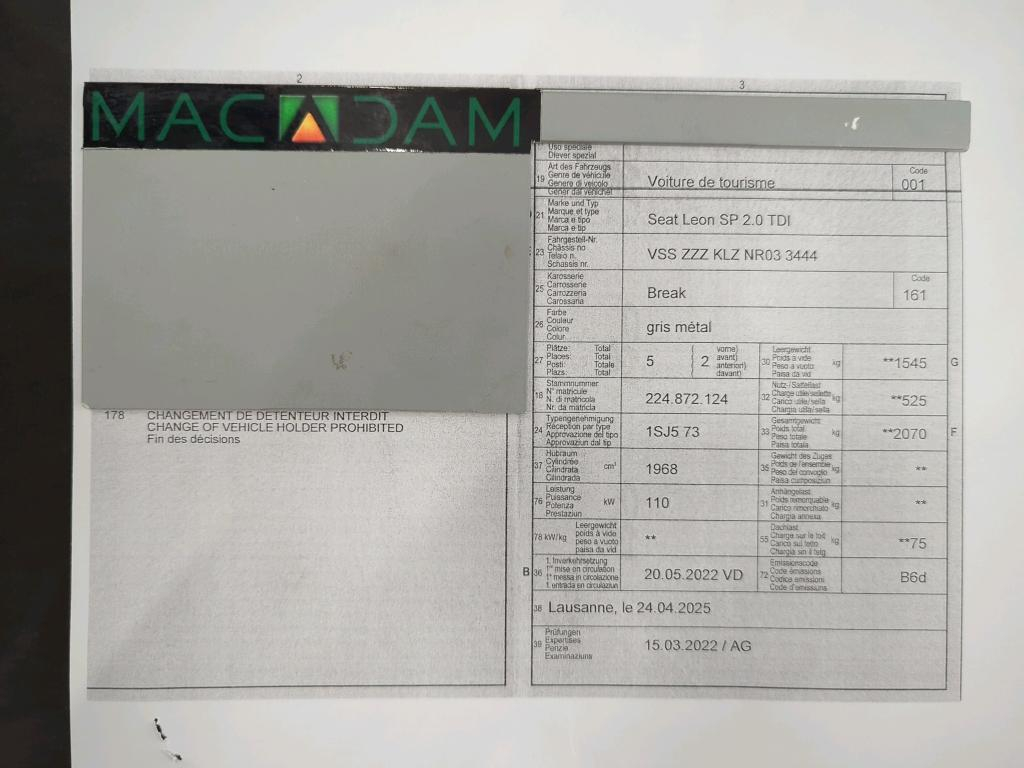 2
3
MACADAM
Uso speciale
Diever spezial
19
Art des Fahrzeugs
Genre de véhicule
Genere di veicolo
Gener dal vehichel
Voiture de tourisme
Code
001
21
Marke und Typ
Marque et type
Marca e tipo
Marca e tip
Seat Leon SP 2.0 TDI
23
Fahrgestell-Nr.
Châssis no
Telaio n.
Schassis nr.
VSS ZZZ KLZ NR03 3444
25
Karosserie
Carrosserie
Carrozzeria
Carossaria
Break
Code
161
26
Farbe
Couleur
Colore
Colur
gris métal
27
Plätze: Total
Places: Total
Posti: Totale
Plazs: Total
5
2
vorne)
avant)
anteriori)
davant)
30
Leergewicht
Poids à vide
Peso a vuoto
Paisa da vid
kg
**1545
G
18
Stammnummer
N° matricule
N. di matricola
Nr. da matricla
224.872.124
32
Nutz-/Sattellast
Charge utile/sellette
Carico utile/sella
Chargia utila/sella
kg
**525
24
Typengenehmigung
Réception par type
Approvazione del tipo
Approvaziun dal tip
1SJ5 73
33
Gesamtgewicht
Poids total
Peso totale
Paisa totala
kg
**2070
F
37
Hubraum
Cylindrée
Cilindrata
Cilindrada
cm³
1968
35
Gewicht des Zuges
Poids de l'ensemble
Peso del convoglio
Paisa cumposiziun
kg
**
76
Leistung
Puissance
Potenza
Prestaziun
kW
110
31
Anhängelast
Poids remorquable
Carico rimorchiato
Chargia annexa
kg
**
78 kW/kg
Leergewicht
poids à vide
peso a vuoto
paisa da vid
**
55
Dachlast
Charge sur le toit
Carico sul tetto
Chargia sin il tetg
kg
**75
B 36
1. Inverkehrsetzung
1re mise en circulation
1a messa in circolazione
1. entrada en circulaziun
20.05.2022 VD
72
Emissionscode
Code émissions
Codice emissioni
Code d'emissiuns
B6d
38 Lausanne, le 24.04.2025
39
Prüfungen
Expertises
Perizie
Examinaziuns
15.03.2022 / AG
178 CHANGEMENT DE DETENTEUR INTERDIT
CHANGE OF VEHICLE HOLDER PROHIBITED
Fin des décisions